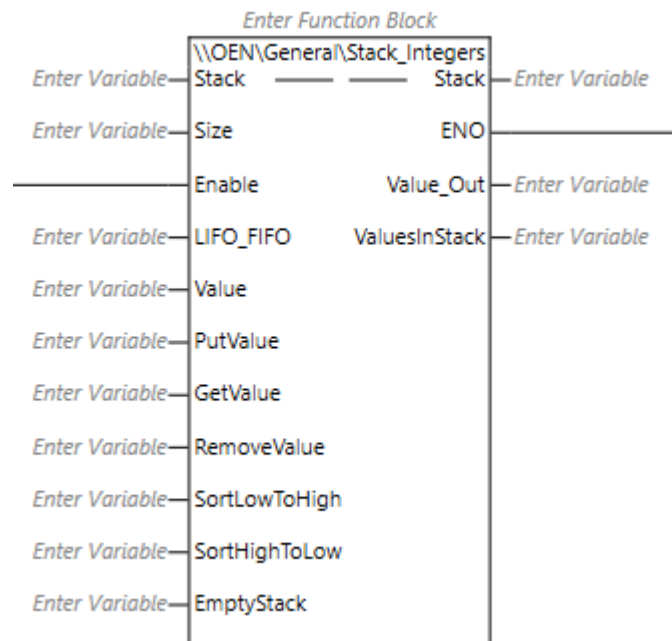 Enter Function Block
\\OEN\General\Stack_Integers
Enter Variable Stack Stack Enter Variable
Enter Variable Size ENO
Enable Value_Out Enter Variable
Enter Variable LIFO_FIFO ValuesInStack Enter Variable
Enter Variable Value
Enter Variable PutValue
Enter Variable GetValue
Enter Variable RemoveValue
Enter Variable SortLowToHigh
Enter Variable SortHighToLow
Enter Variable EmptyStack